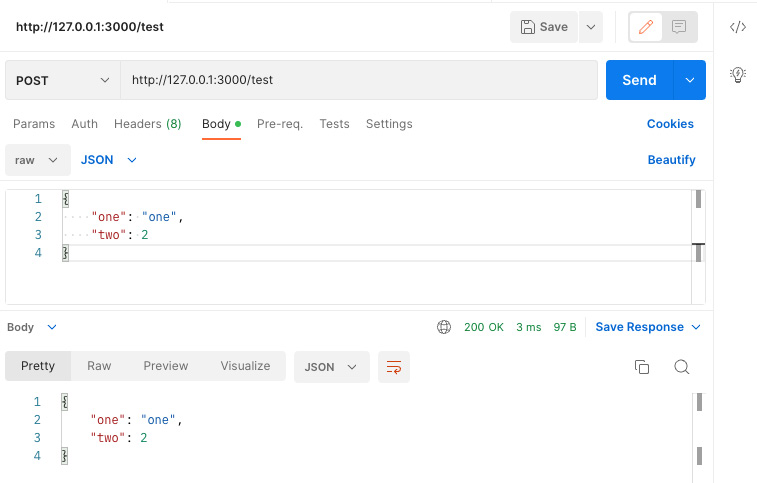 http://127.0.0.1:3000/test Save
POST http://127.0.0.1:3000/test Send
Params Auth Headers (8) Body Pre-req. Tests Settings Cookies
raw JSON Beautify
1 {
2 "one": "one",
3 "two": 2
4 }
Body 200 OK 3 ms 97 B Save Response
Pretty Raw Preview Visualize JSON
1 {
2 "one": "one",
3 "two": 2
4 }